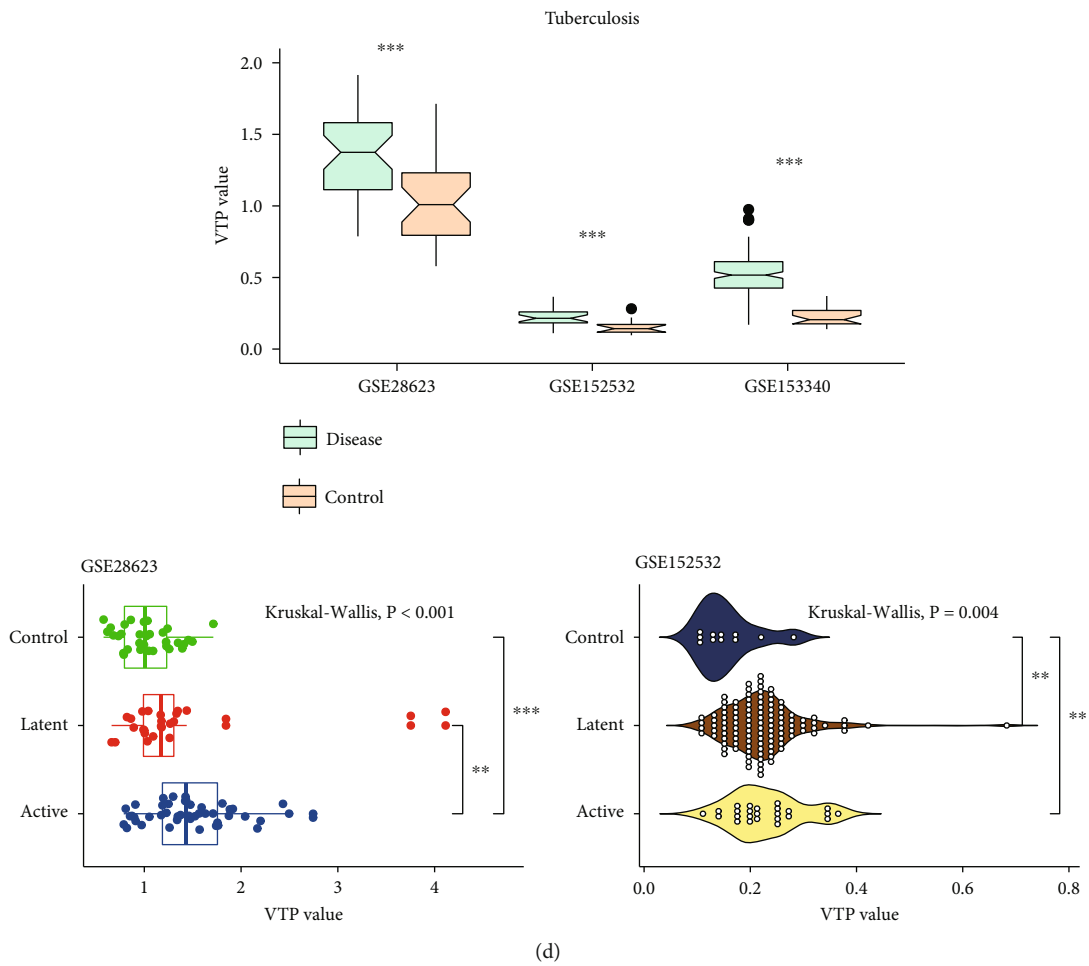 Tuberculosis
***
***
***
2.0
1.5
1.0
0.5
0.0
VTP value
GSE28623 GSE152532 GSE153340
Disease
Control
GSE28623
Kruskal-Wallis, P < 0.001
Control
Latent
Active
***
**
1 2 3 4
VTP value
GSE152532
Kruskal-Wallis, P = 0.004
Control
Latent
Active
**
**
0.0 0.2 0.4 0.6 0.8
VTP value
(d)